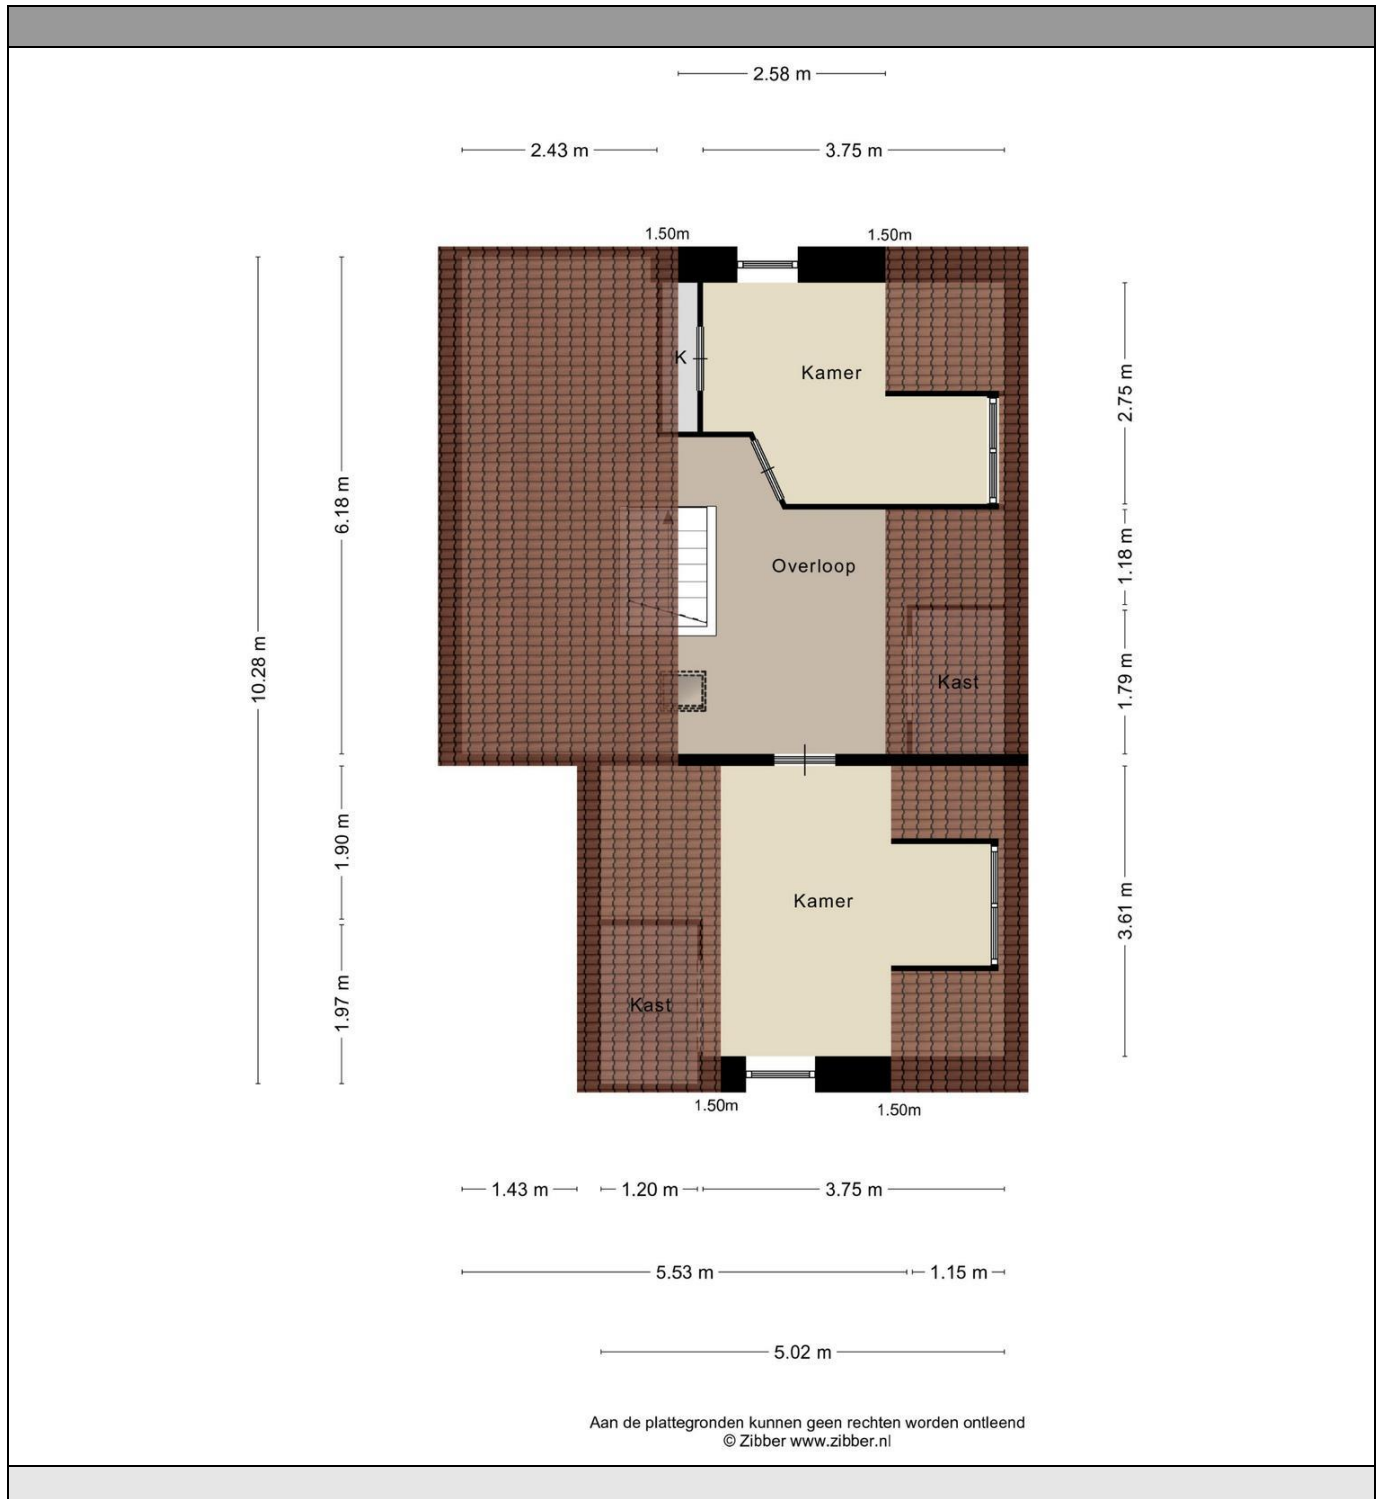 2.58 m
2.43 m
3.75 m
1.50m
1.50m
K
Kamer
2.75 m
6.18 m
1.18 m
Overloop
10.28 m
Kast
1.79 m
1.90 m
Kamer
3.61 m
1.97 m
Kast
1.50m
1.50m
1.43 m
1.20 m
3.75 m
5.53 m
1.15 m
5.02 m
Aan de plattegronden kunnen geen rechten worden ontleend
© Zibber www.zibber.nl